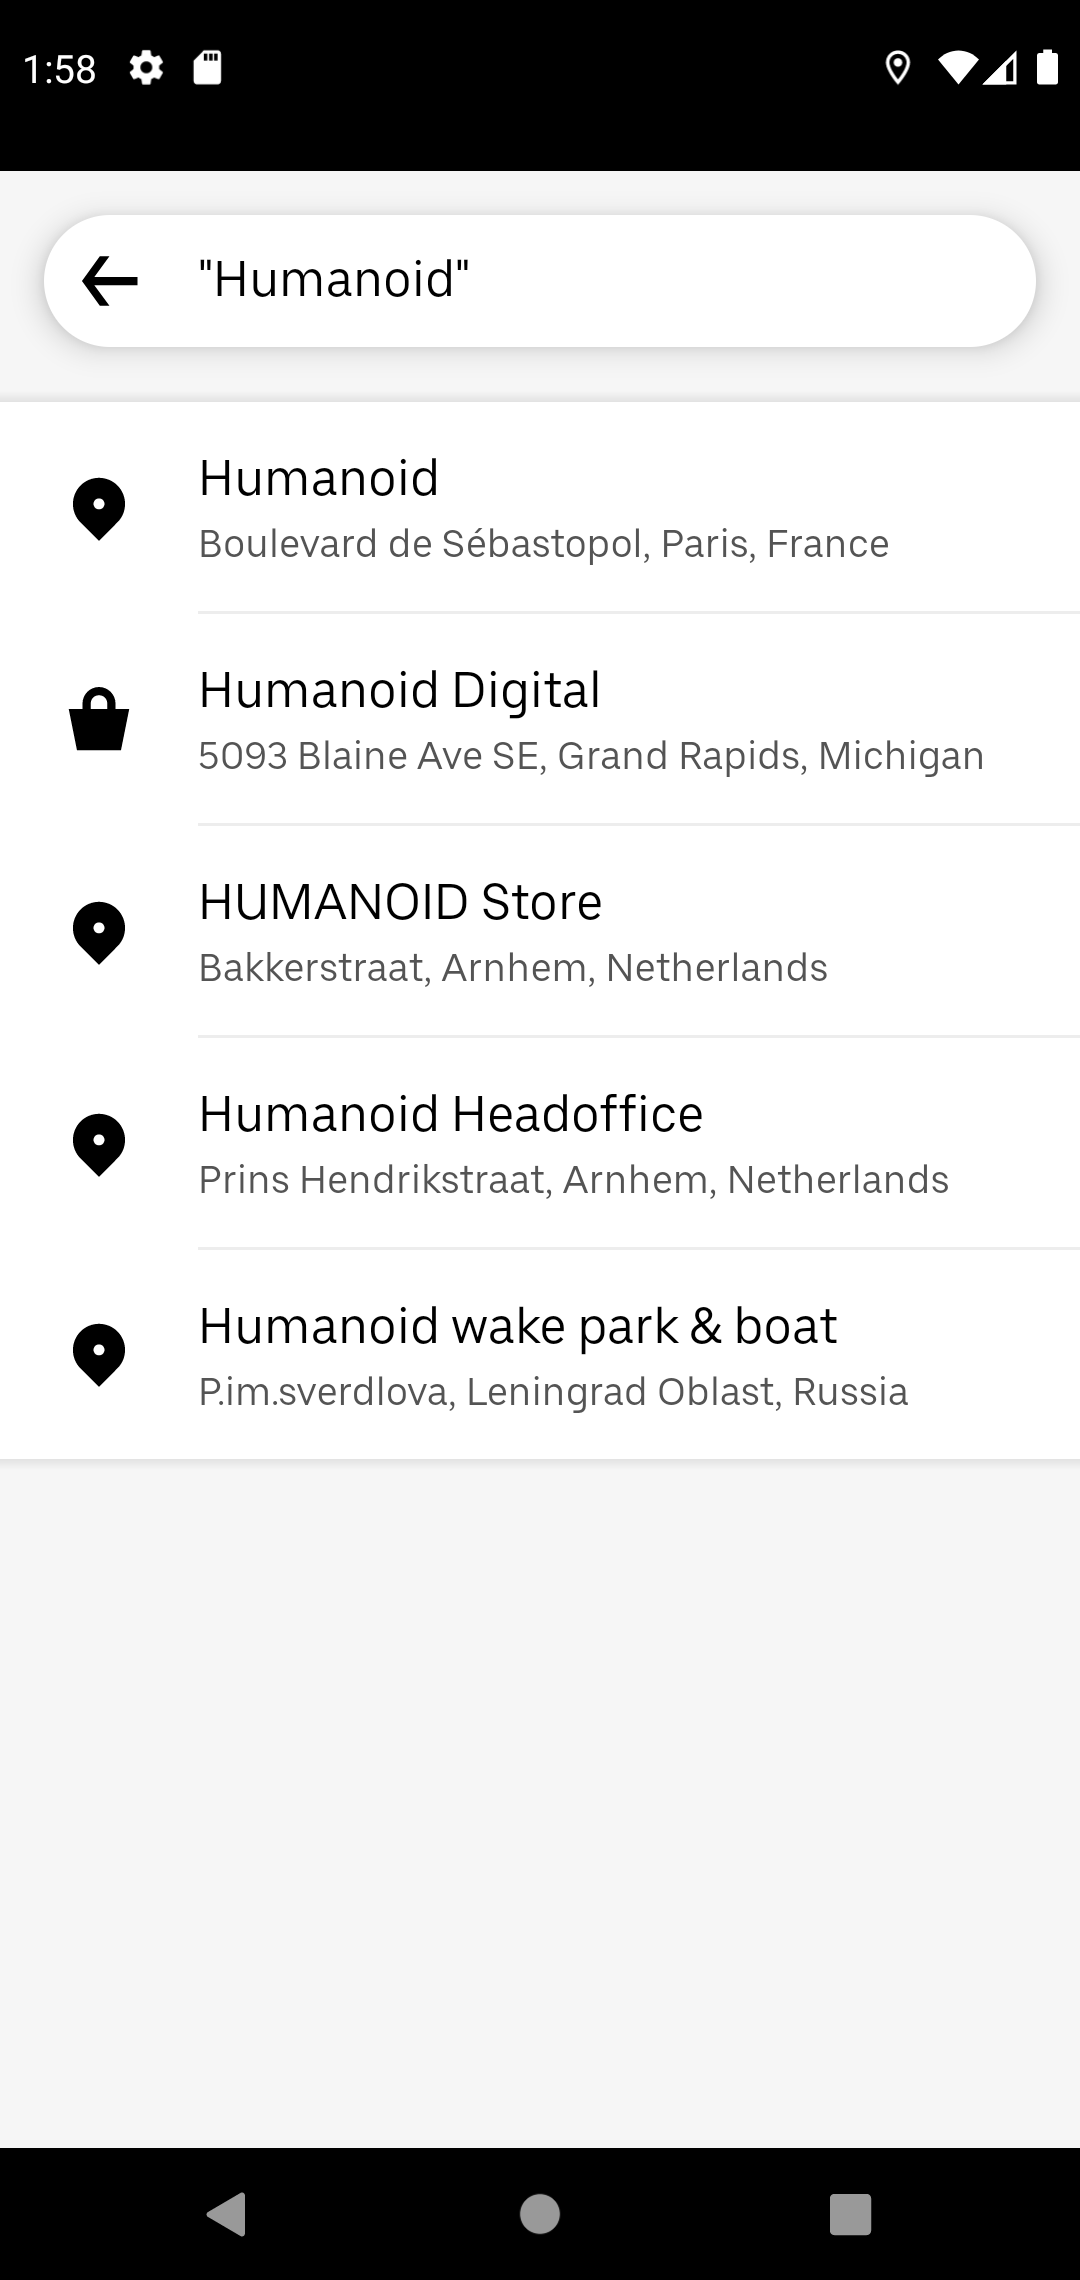 1:58
"Humanoid"
Humanoid
Boulevard de Sébastopol, Paris, France
Humanoid Digital
5093 Blaine Ave SE, Grand Rapids, Michigan
HUMANOID Store
Bakkerstraat, Arnhem, Netherlands
Humanoid Headoffice
Prins Hendrikstraat, Arnhem, Netherlands
Humanoid wake park & boat
P.im.sverdlova, Leningrad Oblast, Russia